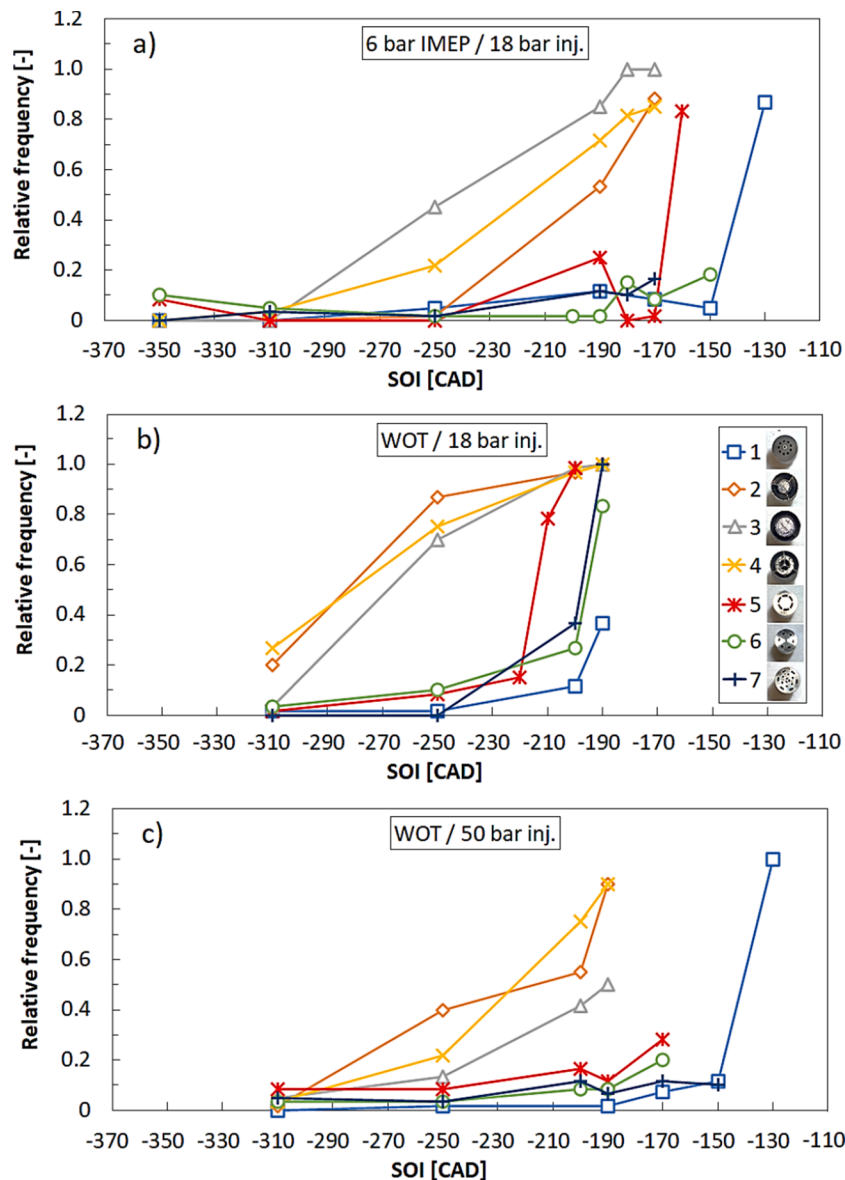 a)
6 bar IMEP / 18 bar inj.
Relative frequency [-]
1.2
1.0
0.8
0.6
0.4
0.2
0
-370 -350 -330 -310 -290 -270 -250 -230 -210 -190 -170 -150 -130 -110
SOI [CAD]
b)
WOT / 18 bar inj.
Relative frequency [-]
1.2
1.0
0.8
0.6
0.4
0.2
0
1
2
3
4
5
6
7
-370 -350 -330 -310 -290 -270 -250 -230 -210 -190 -170 -150 -130 -110
SOI [CAD]
c)
WOT / 50 bar inj.
Relative frequency [-]
1.2
1.0
0.8
0.6
0.4
0.2
0
-370 -350 -330 -310 -290 -270 -250 -230 -210 -190 -170 -150 -130 -110
SOI [CAD]